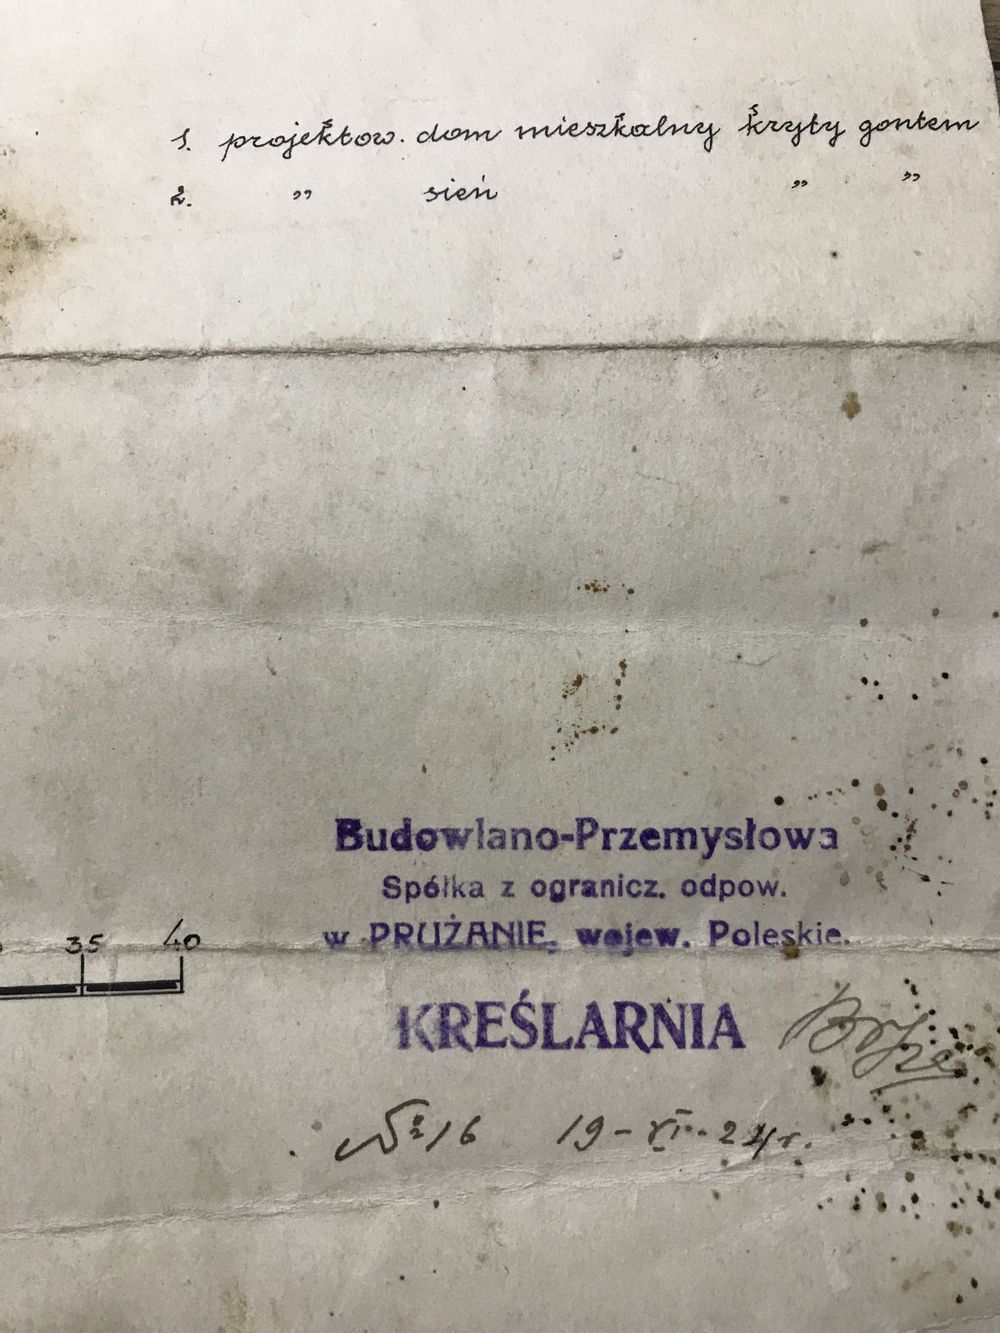 1. projektow. dom mieszkalny kryty gontem
2. „ sień „ „
35 40
Budowlano-Przemysłowa
Spółka z ogranicz. odpow.
w PRUŻANIE, wojew. Poleskie.
KREŚLARNIA
№ 16 19-VI-24r.